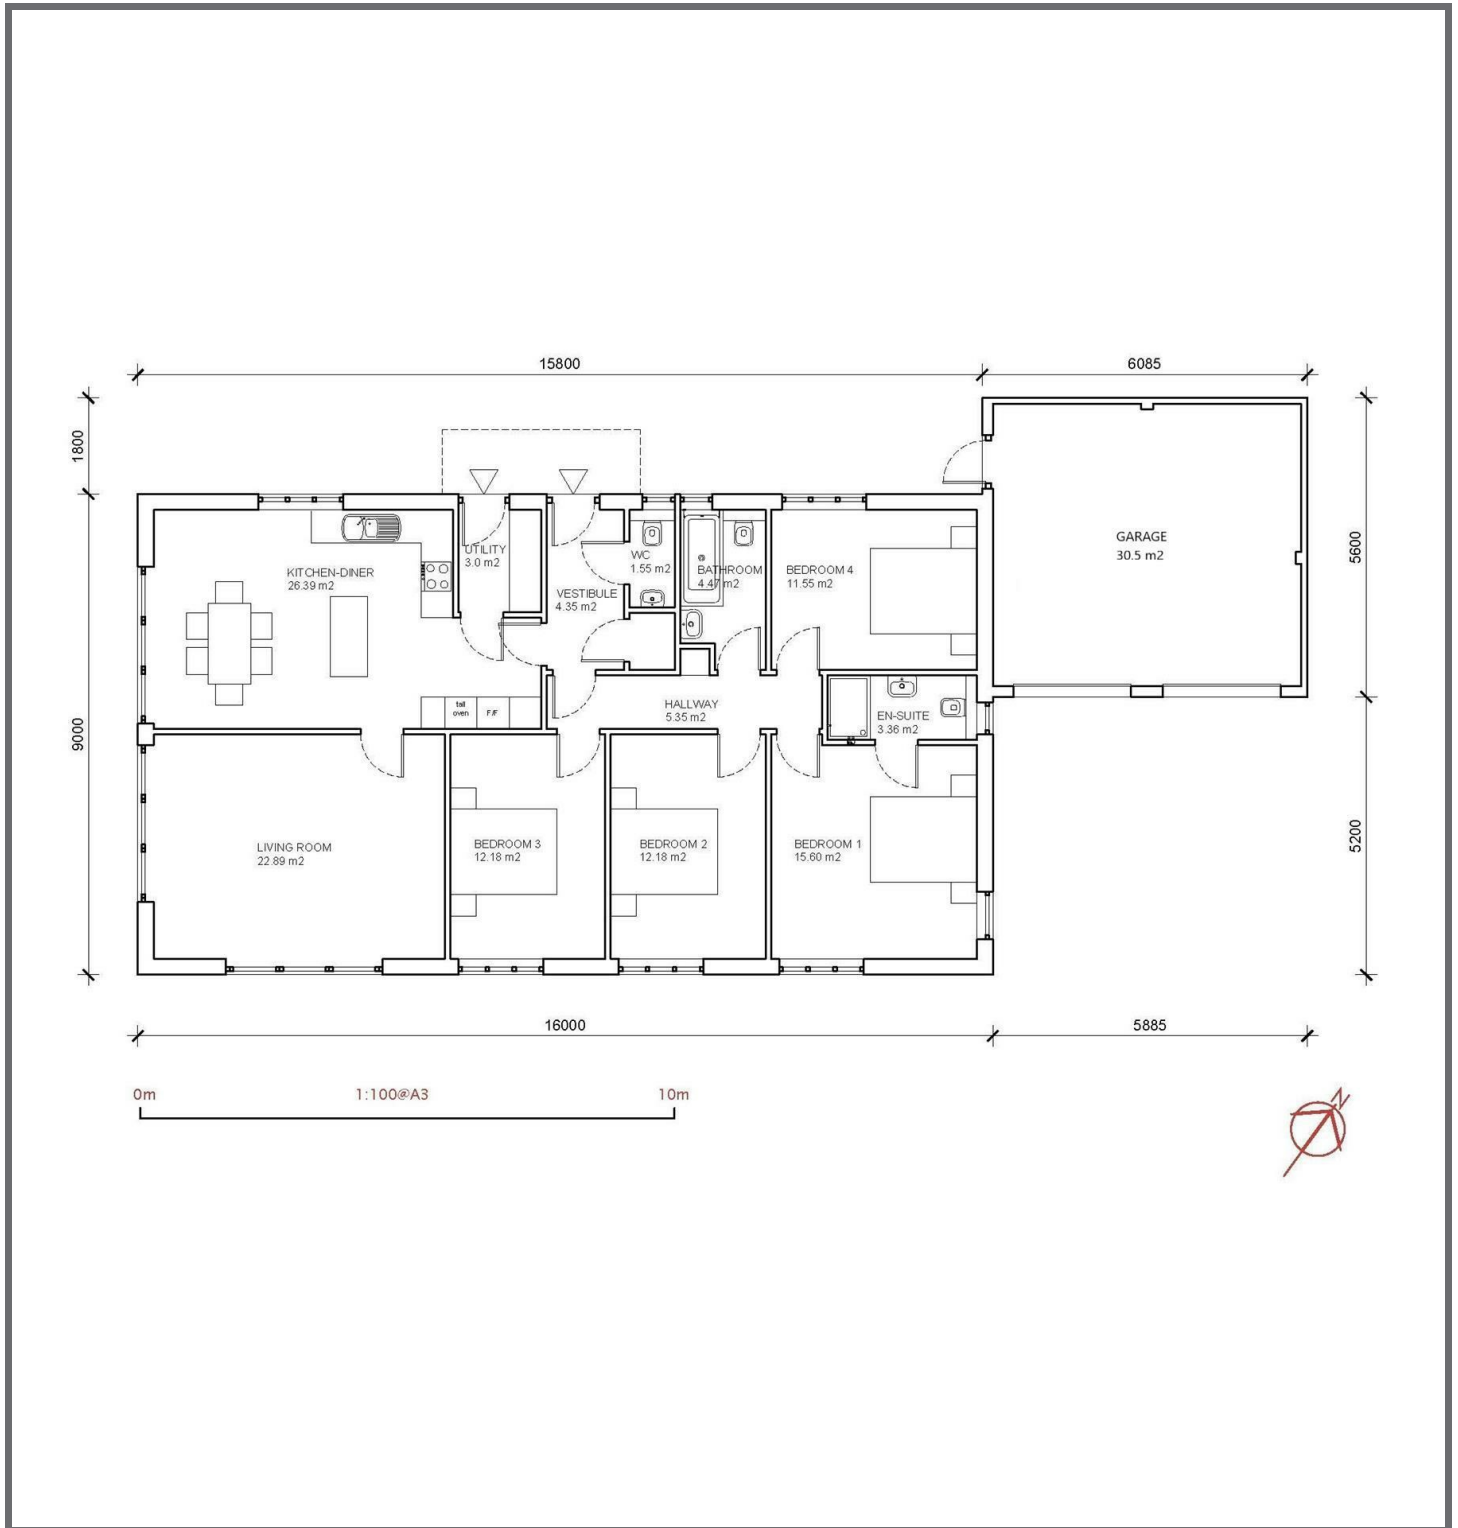 15800
6085
1800
5600
GARAGE
30.5 m2
UTILITY
3.0 m2
WC
1.55 m2
BATHROOM
4.47 m2
BEDROOM 4
11.55 m2
KITCHEN-DINER
26.39 m2
VESTIBULE
4.35 m2
tall
oven
F/F
HALLWAY
5.35 m2
EN-SUITE
3.36 m2
9000
LIVING ROOM
22.89 m2
BEDROOM 3
12.18 m2
BEDROOM 2
12.18 m2
BEDROOM 1
15.60 m2
5200
16000
5885
0m
1:100@A3
10m
N